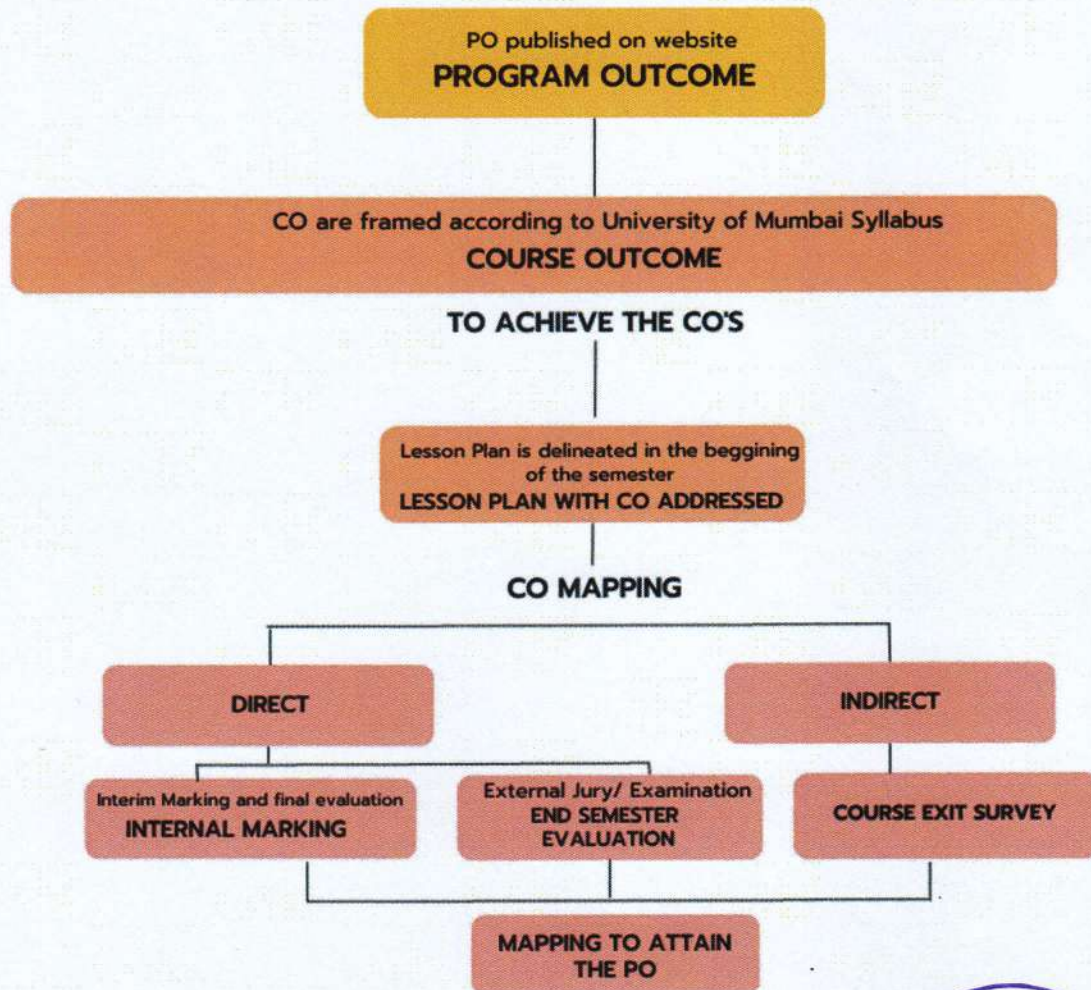 PO published on website
PROGRAM OUTCOME
CO are framed according to University of Mumbai Syllabus
COURSE OUTCOME
TO ACHIEVE THE CO'S
Lesson Plan is delineated in the beggining
of the semester
LESSON PLAN WITH CO ADDRESSED
CO MAPPING
DIRECT
INDIRECT
Interim Marking and final evaluation
INTERNAL MARKING
External Jury/ Examination
END SEMESTER
EVALUATION
COURSE EXIT SURVEY
MAPPING TO ATTAIN
THE PO